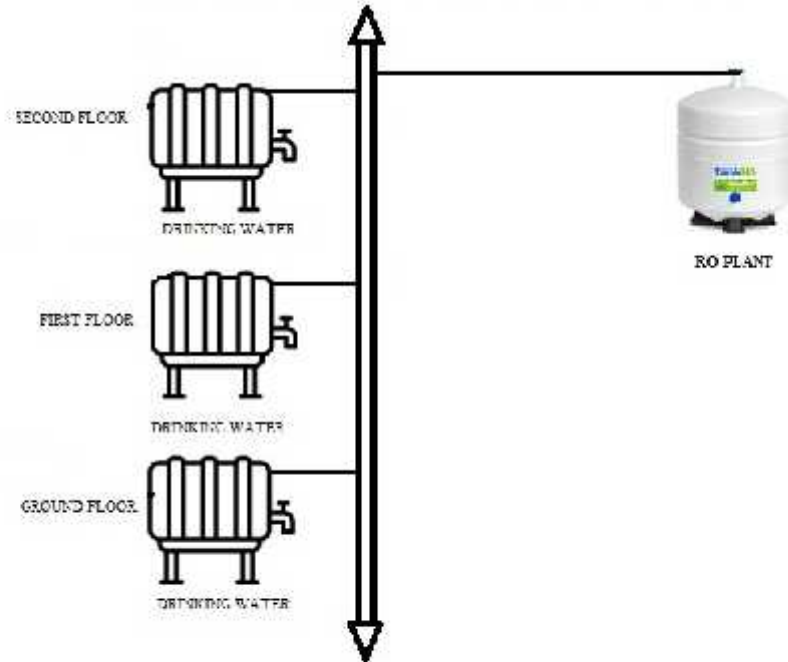 SECOND FLOOR
DRINKING WATER
RO PLANT
FIRST FLOOR
DRINKING WATER
GROUND FLOOR
DRINKING WATER